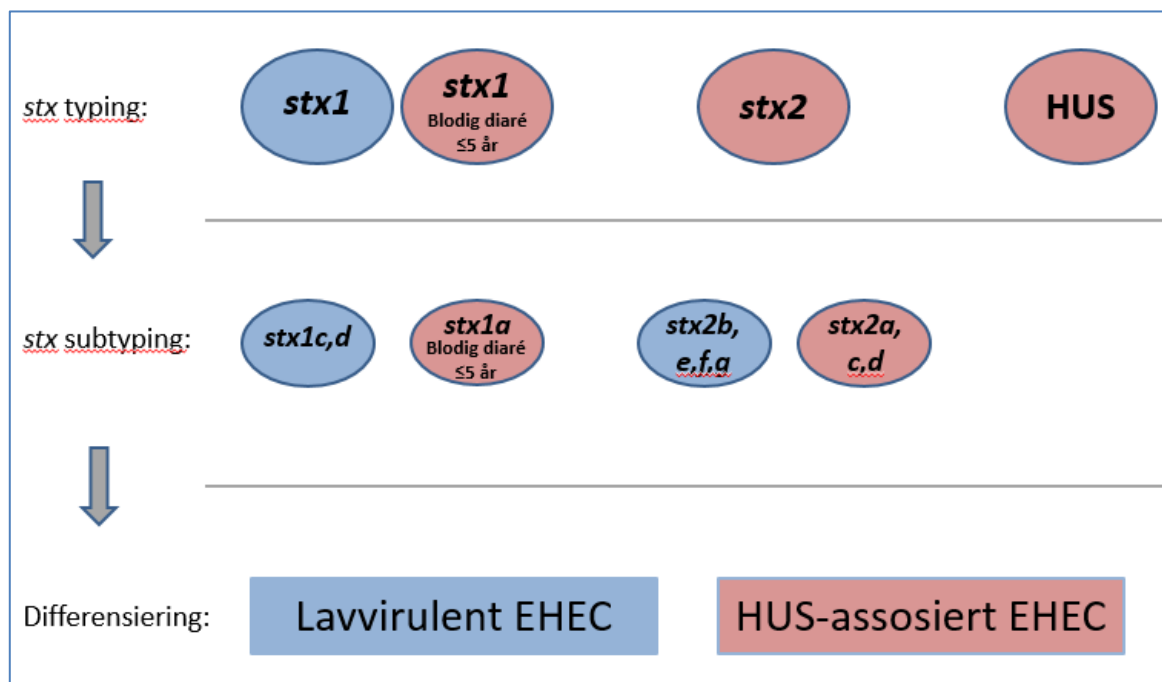 stx typing:
stx1
stx1
Blodig diaré
≤5 år
stx2
HUS
stx subtyping:
stx1c,d
stx1a
Blodig diaré
≤5 år
stx2b,
e,f,g
stx2a,
c,d
Differensiering:
Lavvirulent EHEC
HUS-assosiert EHEC